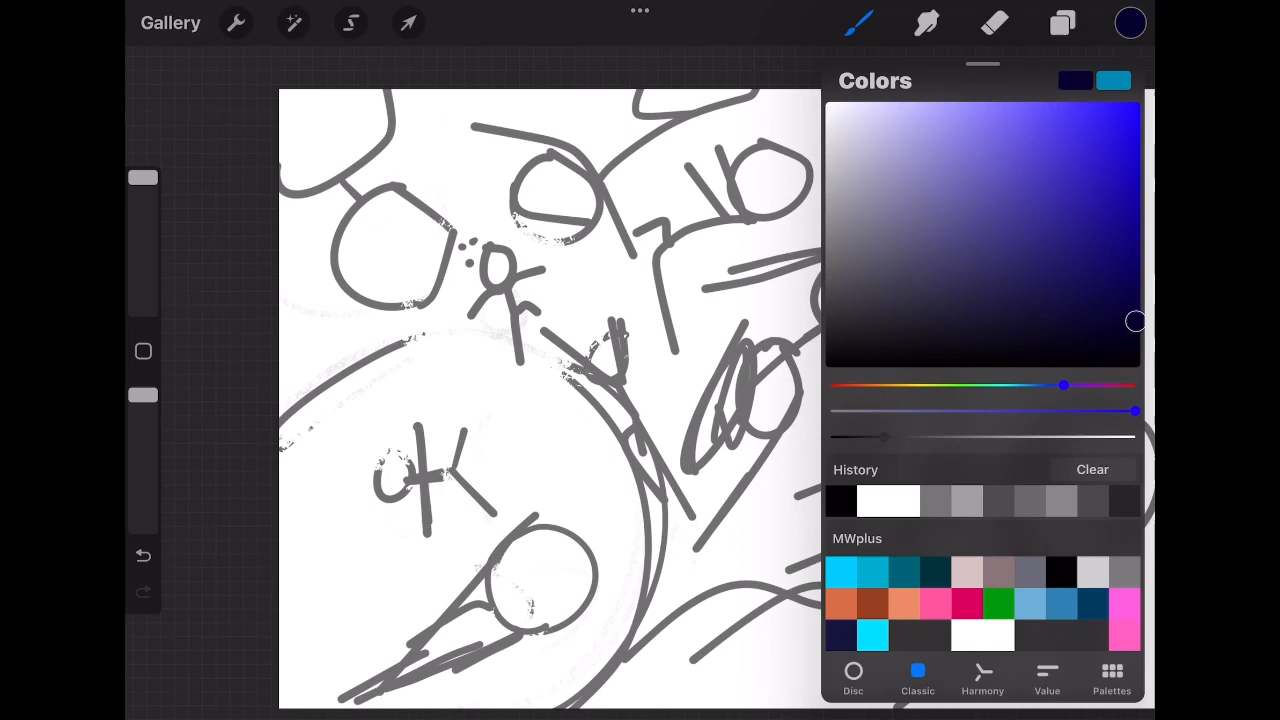 Gallery
Colors
History Clear
MWplus
Disc Classic Harmony Value Palettes